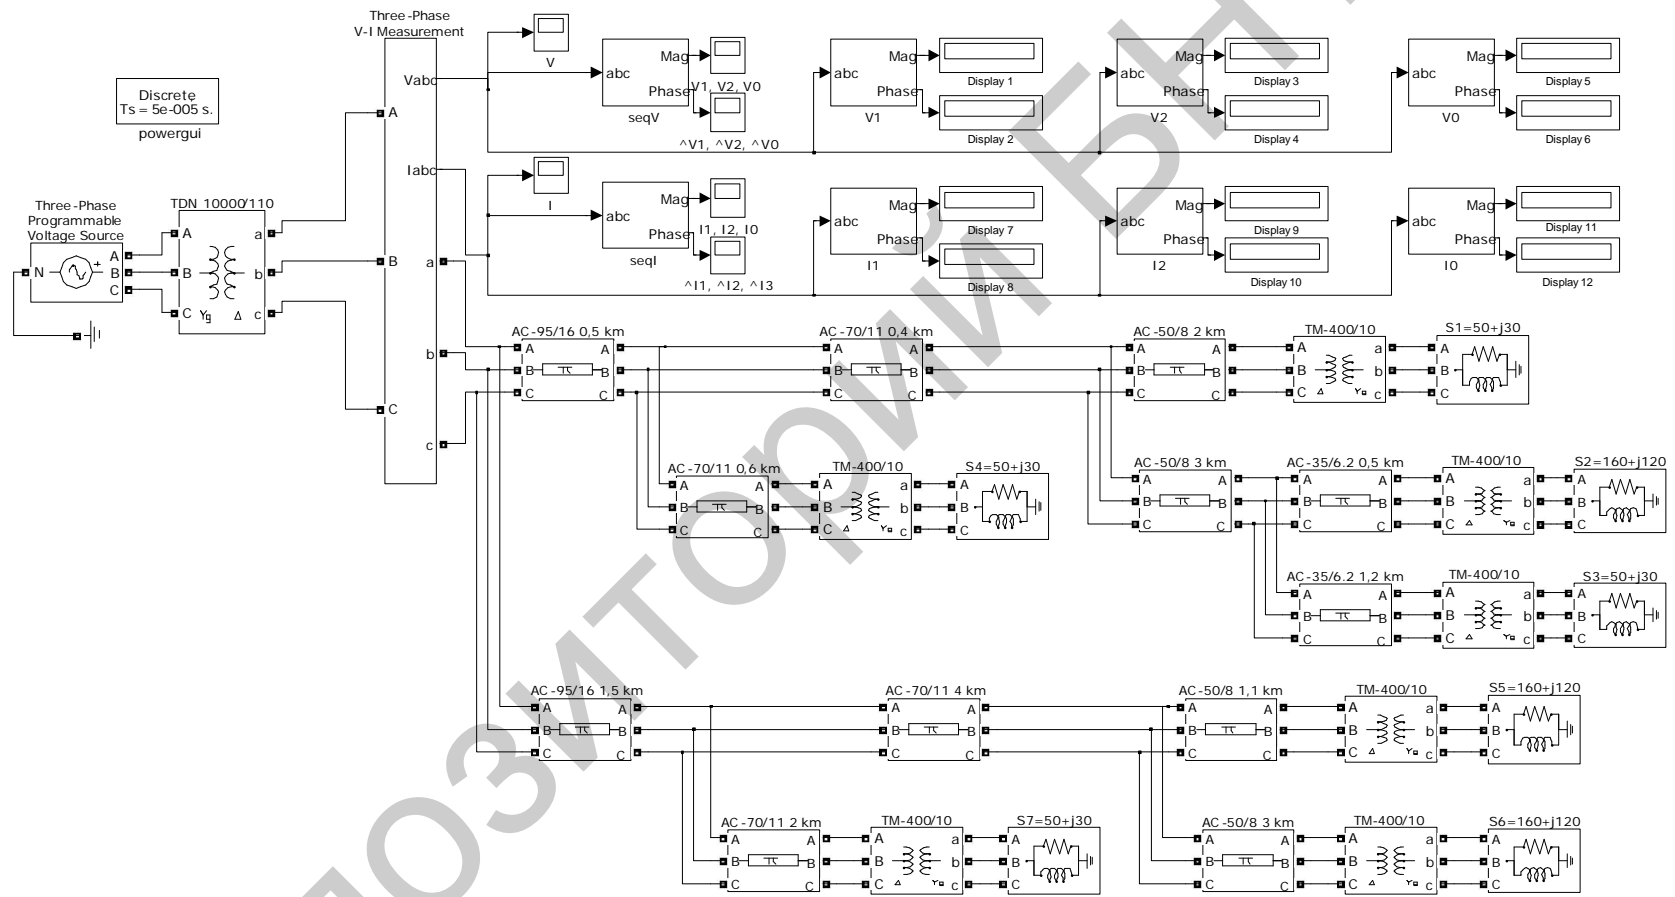 Three-Phase
V-I Measurement
Discrete,
Ts = 5e-005 s.
powergui
Vabc
Iabc
A
B
C
a
b
c
V
abc
Mag
Phase
seqV
V1, V2, V0
^V1, ^V2, ^V0
abc
Mag
Phase
V1
Display 1
Display 2
abc
Mag
Phase
V2
Display 3
Display 4
abc
Mag
Phase
V0
Display 5
Display 6
I
abc
Mag
Phase
seqI
I1, I2, I0
^I1, ^I2, ^I3
abc
Mag
Phase
I1
Display 7
Display 8
abc
Mag
Phase
I2
Display 9
Display 10
abc
Mag
Phase
I0
Display 11
Display 12
Three-Phase
Programmable
Voltage Source
N
A
B
C
TDN 10000/110
A
B
C
a
b
c
Yg
Δ
AC-95/16 0,5 km
A A
B B
C C
AC-70/11 0,4 km
A A
B B
C C
AC-50/8 2 km
A A
B B
C C
TM-400/10
A a
B b
C Δ Yg c
S1=50+j30
A
B
C
AC-70/11 0,6 km
A A
B B
C C
TM-400/10
A a
B b
C Δ Yg c
S4=50+j30
A
B
C
AC-50/8 3 km
A A
B B
C C
AC-35/6.2 0,5 km
A A
B B
C C
TM-400/10
A a
B b
C Δ Yg c
S2=160+j120
A
B
C
AC-35/6.2 1,2 km
A A
B B
C C
TM-400/10
A a
B b
C Δ Yg c
S3=50+j30
A
B
C
AC-95/16 1,5 km
A A
B B
C C
AC-70/11 4 km
A A
B B
C C
AC-50/8 1,1 km
A A
B B
C C
TM-400/10
A a
B b
C Δ Yg c
S5=160+j120
A
B
C
AC-70/11 2 km
A A
B B
C C
TM-400/10
A a
B b
C Δ Yg c
S7=50+j30
A
B
C
AC-50/8 3 km
A A
B B
C C
TM-400/10
A a
B b
C Δ Yg c
S6=160+j120
A
B
C
позиторий БН